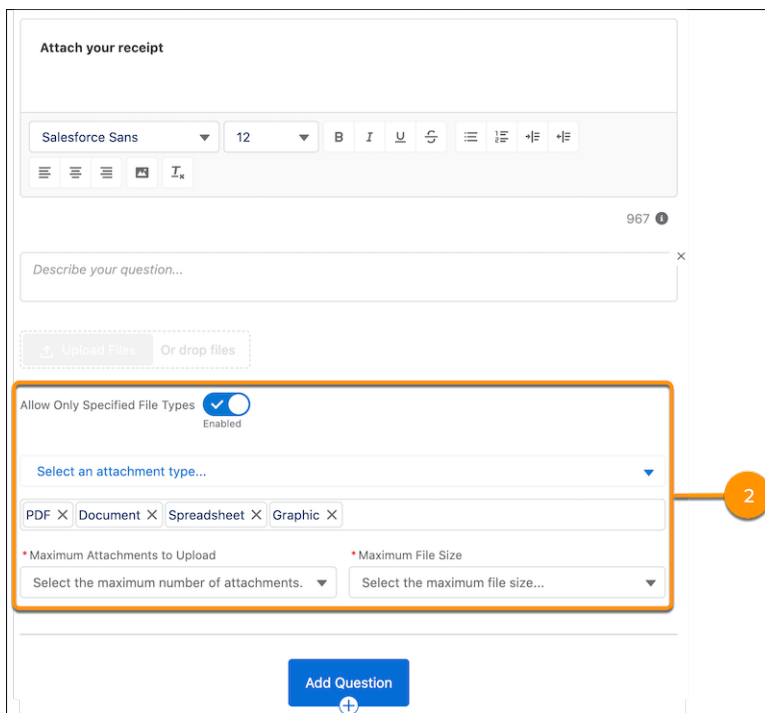 Attach your receipt
Salesforce Sans 12 B I U S
967
Describe your question...
Upload Files Or drop files
Allow Only Specified File Types
Enabled
Select an attachment type...
2
PDF Document Spreadsheet Graphic
*Maximum Attachments to Upload *Maximum File Size
Select the maximum number of attachments. Select the maximum file size...
Add Question